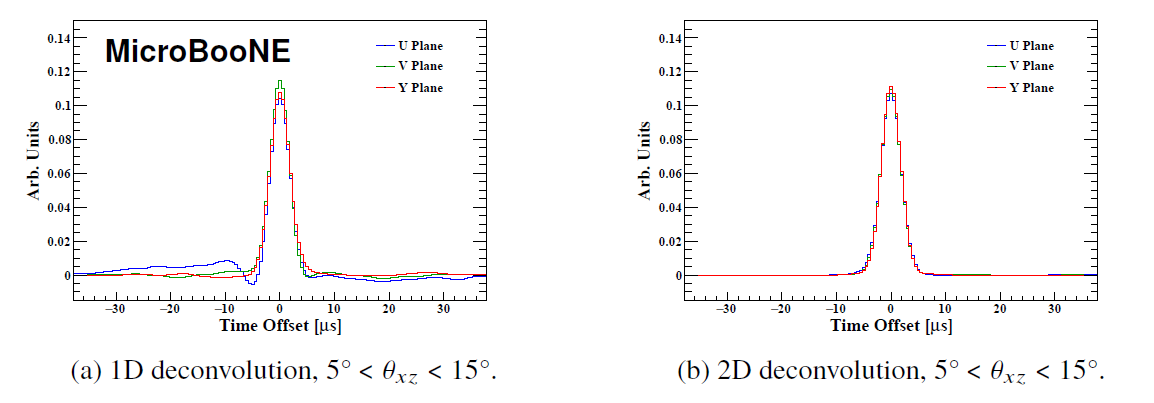 MicroBooNE
U Plane
V Plane
Y Plane
0.14
0.12
0.1
0.08
0.06
0.04
0.02
0
Arb. Units
−30 −20 −10 0 10 20 30
Time Offset [μs]
(a) 1D deconvolution, 5° < θxz < 15°.
U Plane
V Plane
Y Plane
0.14
0.12
0.1
0.08
0.06
0.04
0.02
0
Arb. Units
−30 −20 −10 0 10 20 30
Time Offset [μs]
(b) 2D deconvolution, 5° < θxz < 15°.